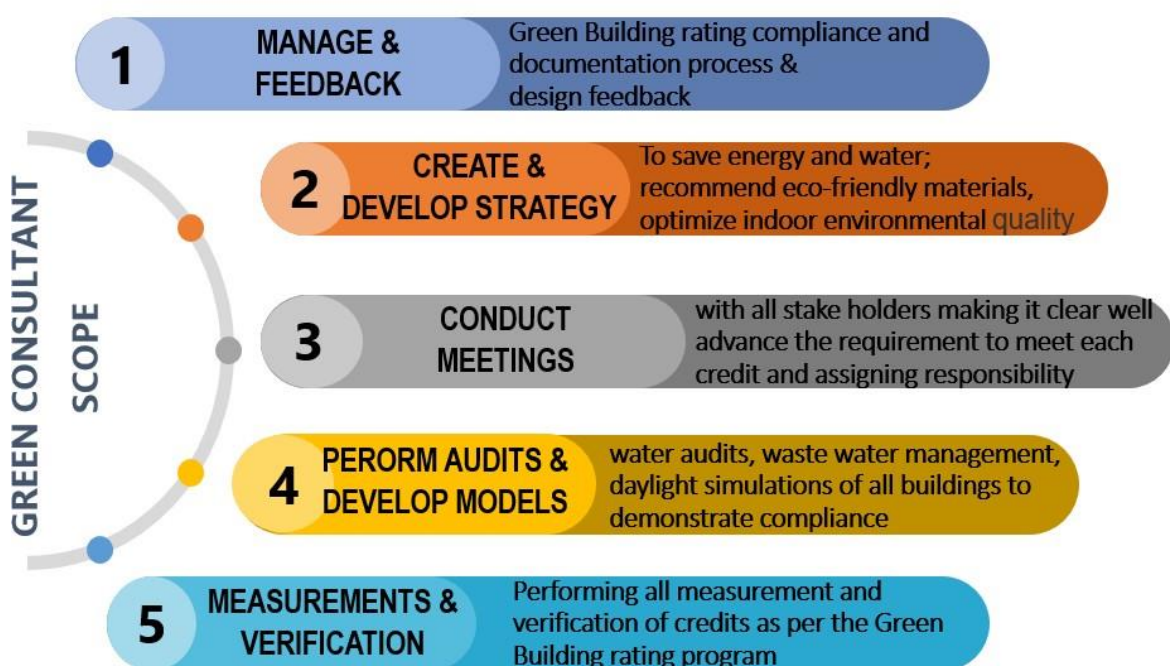 GREEN CONSULTANT
SCOPE
1
MANAGE &
FEEDBACK
Green Building rating compliance and
documentation process &
design feedback
2
CREATE &
DEVELOP STRATEGY
To save energy and water;
recommend eco-friendly materials,
optimize indoor environmental quality
3
CONDUCT
MEETINGS
with all stake holders making it clear well
advance the requirement to meet each
credit and assigning responsibility
4
PERORM AUDITS &
DEVELOP MODELS
water audits, waste water management,
daylight simulations of all buildings to
demonstrate compliance
5
MEASUREMENTS &
VERIFICATION
Performing all measurement and
verification of credits as per the Green
Building rating program